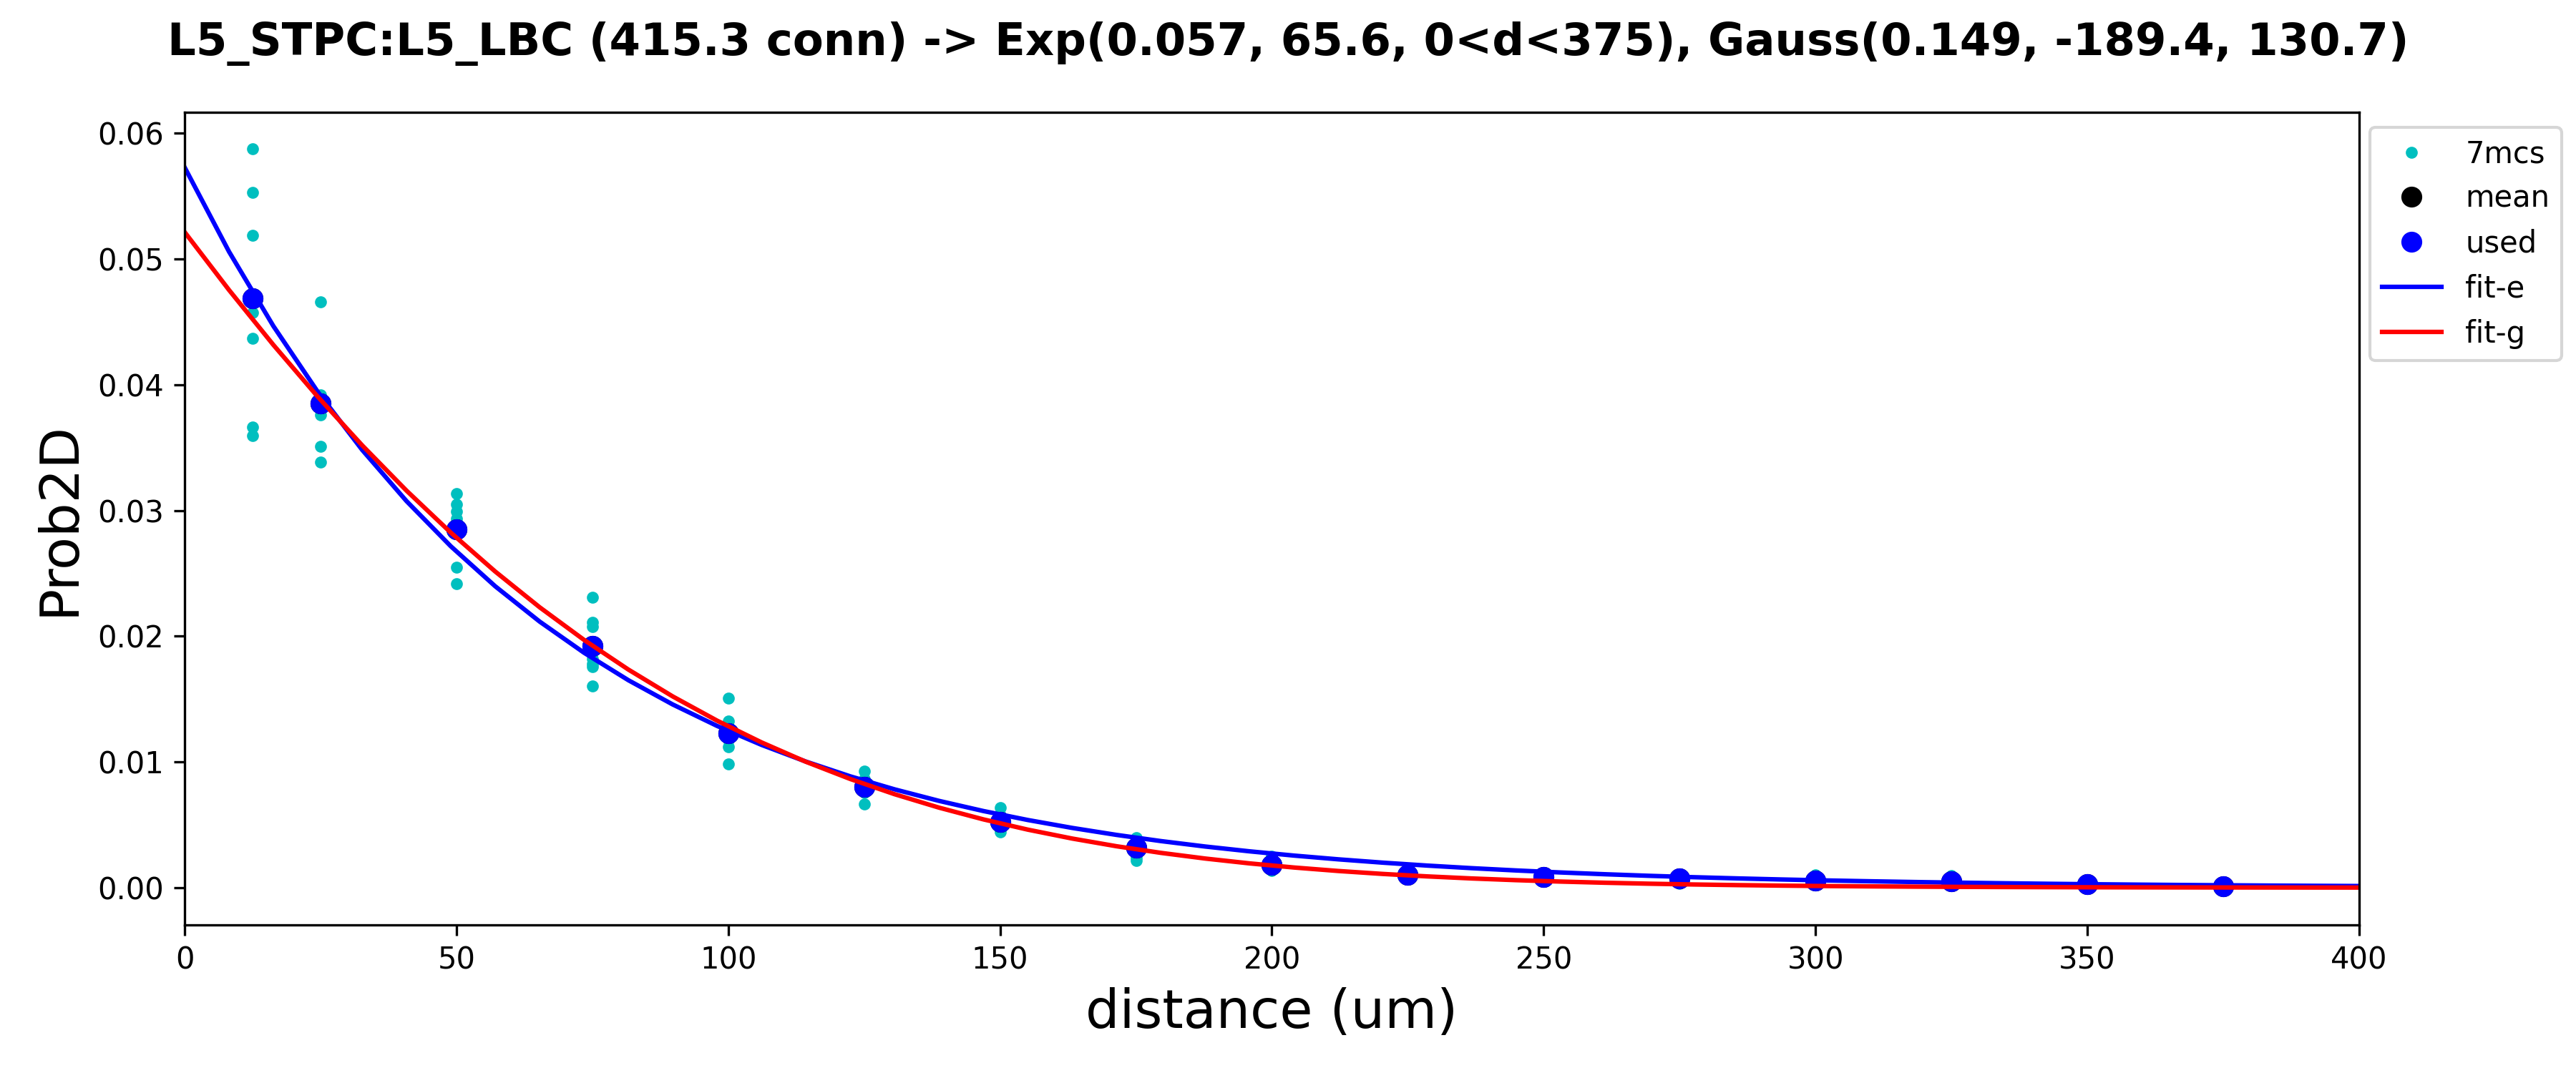 L5_STPC:L5_LBC (415.3 conn) -> Exp(0.057, 65.6, 0<d<375), Gauss(0.149, -189.4, 130.7)
0.06
0.05
0.04
0.03
0.02
0.01
0.00
Prob2D
0 50 100 150 200 250 300 350 400
distance (um)
7mcs
mean
used
fit-e
fit-g